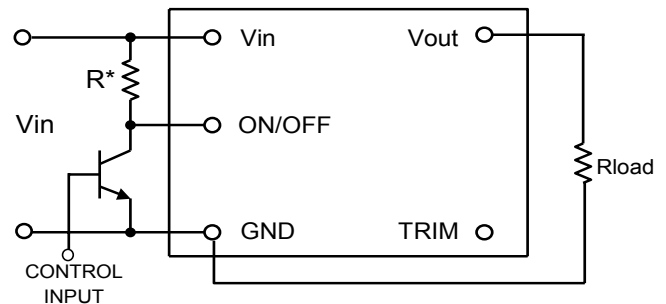 Vin
Vout
R*
Vin
ON/OFF
Rload
GND
TRIM
CONTROL
INPUT